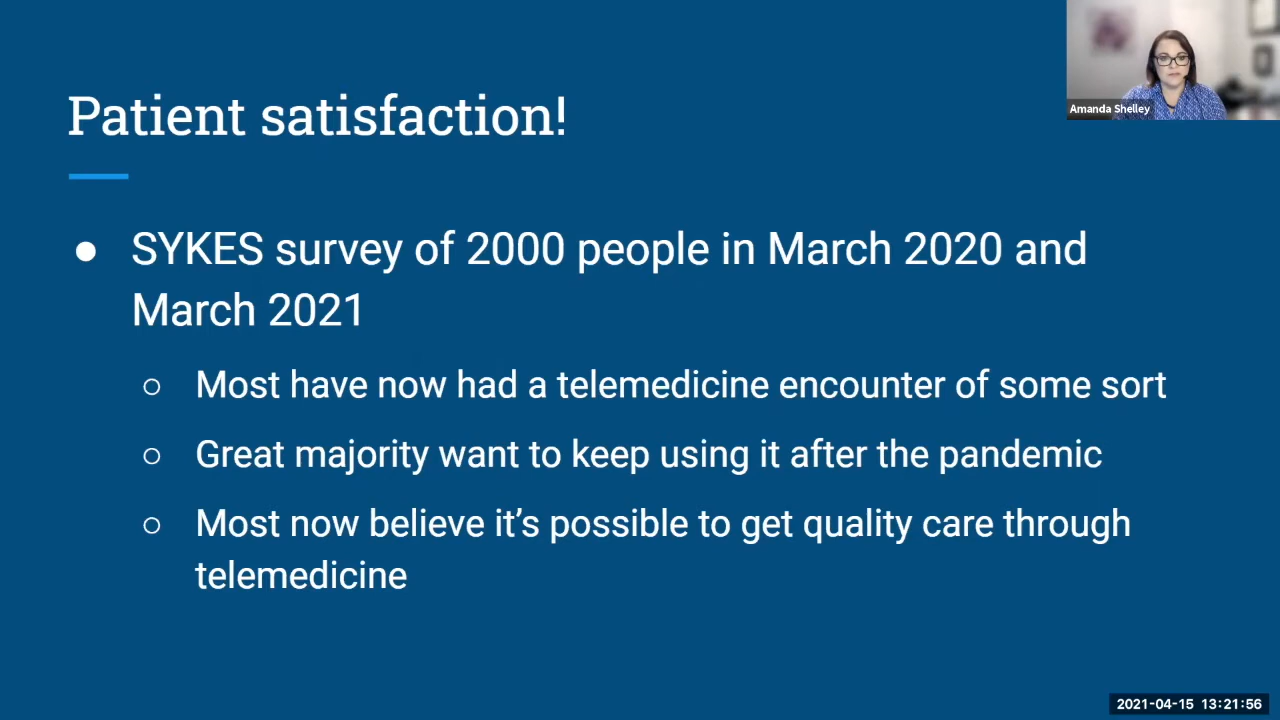 Patient satisfaction!
Amanda Shelley
● SYKES survey of 2000 people in March 2020 and
March 2021
○ Most have now had a telemedicine encounter of some sort
○ Great majority want to keep using it after the pandemic
○ Most now believe it’s possible to get quality care through
telemedicine
2021-04-15 13:21:56